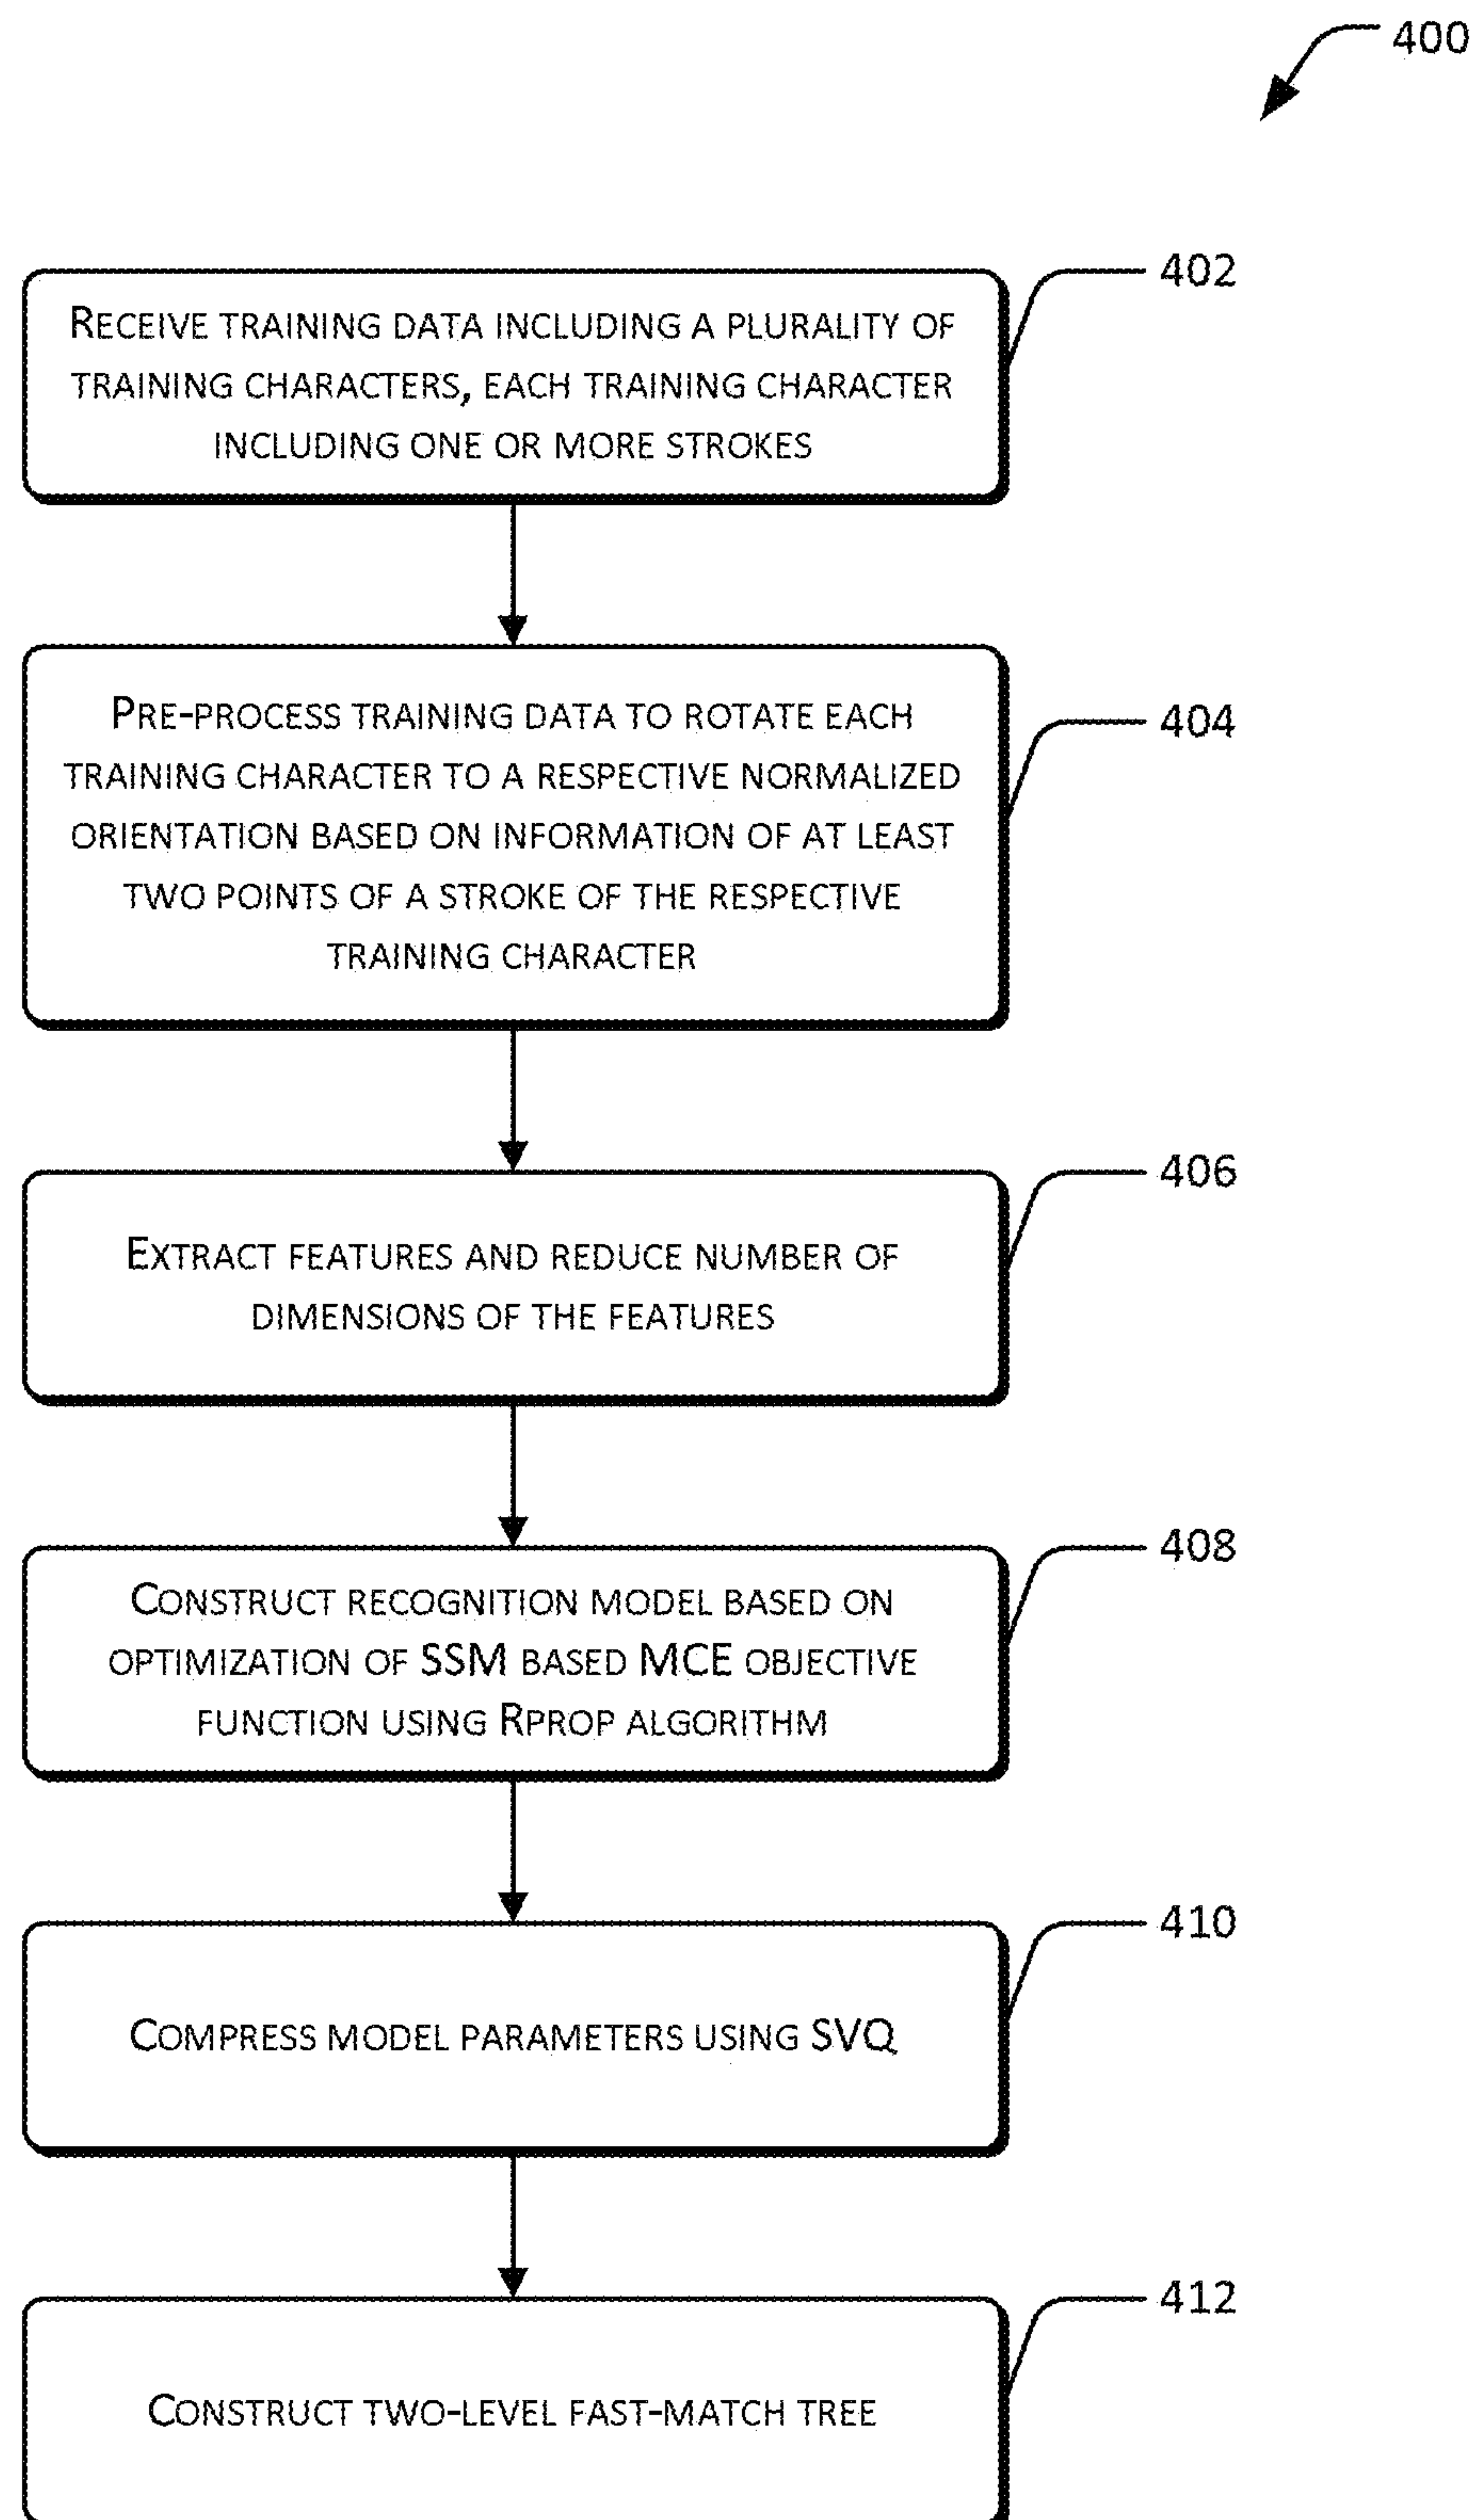 400
402
RECEIVE TRAINING DATA INCLUDING A PLURALITY OF
TRAINING CHARACTERS, EACH TRAINING CHARACTER
INCLUDING ONE OR MORE STROKES
404
PRE-PROCESS TRAINING DATA TO ROTATE EACH
TRAINING CHARACTER TO A RESPECTIVE NORMALIZED
ORIENTATION BASED ON INFORMATION OF AT LEAST
TWO POINTS OF A STROKE OF THE RESPECTIVE
TRAINING CHARACTER
406
EXTRACT FEATURES AND REDUCE NUMBER OF
DIMENSIONS OF THE FEATURES
408
CONSTRUCT RECOGNITION MODEL BASED ON
OPTIMIZATION OF SSM BASED MCE OBJECTIVE
FUNCTION USING RPROP ALGORITHM
410
COMPRESS MODEL PARAMETERS USING SVQ
412
CONSTRUCT TWO-LEVEL FAST-MATCH TREE